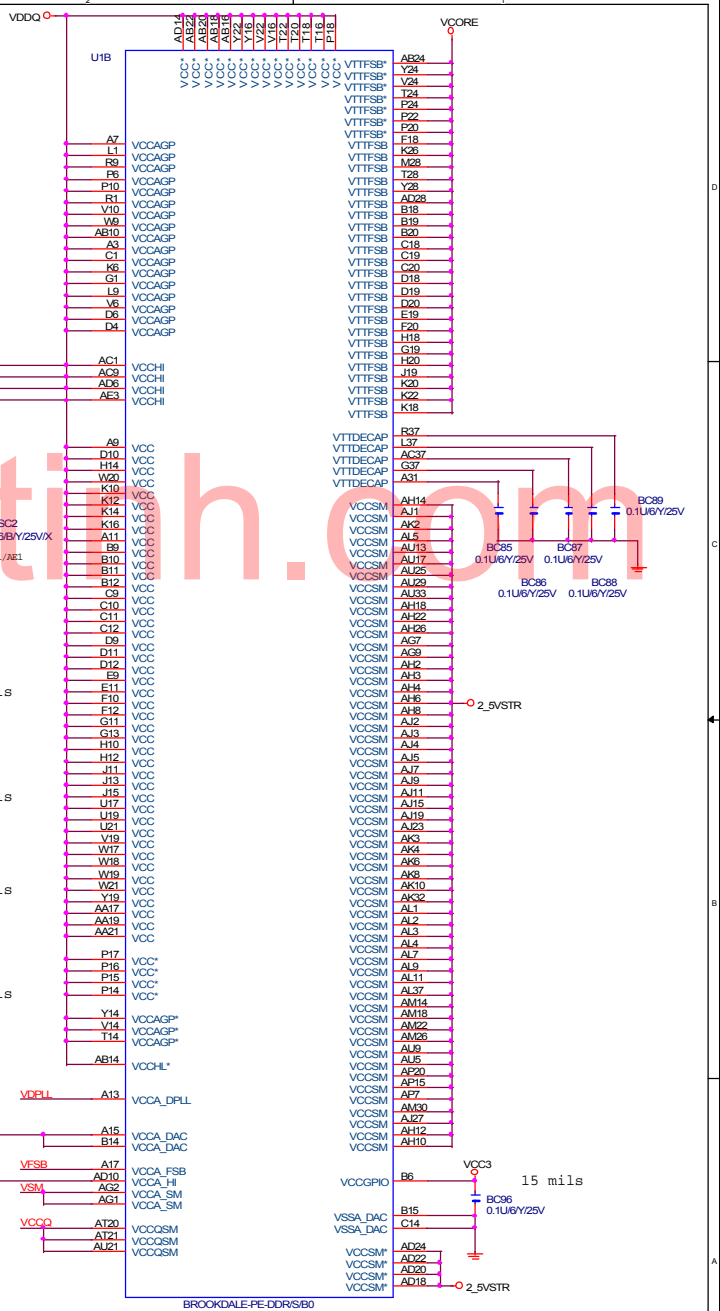 2
VDDQ
AD14
AB22
AB20
AB18
AB16
Y22
Y16
V22
V16
T22
T20
T18
T16
P18
VCORE
U1B
VCC*
VCC*
VCC*
VCC*
VCC*
VCC*
VCC*
VCC*
VCC*
VCC*
VCC*
VCC*
VCC*
VCC*
A7 VCCAGP
L1 VCCAGP
R9 VCCAGP
P6 VCCAGP
P10 VCCAGP
R1 VCCAGP
V10 VCCAGP
W9 VCCAGP
AB10 VCCAGP
A3 VCCAGP
C1 VCCAGP
K6 VCCAGP
G1 VCCAGP
L9 VCCAGP
V6 VCCAGP
D6 VCCAGP
D4 VCCAGP
AC1 VCCHI
AC9 VCCHI
AD6 VCCHI
AE3 VCCHI
A9 VCC
D10 VCC
H14 VCC
W20 VCC
K10 VCC
K12 VCC
K14 VCC
K16 VCC
A11 VCC
B9 VCC
B10 VCC
B11 VCC
B12 VCC
C9 VCC
C10 VCC
C11 VCC
C12 VCC
D9 VCC
D11 VCC
D12 VCC
E9 VCC
E11 VCC
F10 VCC
F12 VCC
G11 VCC
G13 VCC
H10 VCC
H12 VCC
J11 VCC
J13 VCC
J15 VCC
U17 VCC
U19 VCC
U21 VCC
V19 VCC
W17 VCC
W18 VCC
W19 VCC
W21 VCC
Y19 VCC
AA17 VCC
AA19 VCC
AA21 VCC
P17 VCC*
P16 VCC*
P15 VCC*
P14 VCC*
Y14 VCCAGP*
V14 VCCAGP*
T14 VCCAGP*
AB14 VCCHL*
VDPLL A13 VCCA_DPLL
A15 VCCA_DAC
B14 VCCA_DAC
VFSB A17 VCCA_FSB
AD10 VCCA_HI
VSM AG2 VCCA_SM
AG1 VCCA_SM
VCCQ AT20 VCCQSM
AT21 VCCQSM
AU21 VCCQSM
VTTFSB* AB24
VTTFSB* Y24
VTTFSB* V24
VTTFSB* T24
VTTFSB* P24
VTTFSB* P22
VTTFSB* P20
VTTFSB F18
VTTFSB K26
VTTFSB M28
VTTFSB T28
VTTFSB Y28
VTTFSB AD28
VTTFSB B18
VTTFSB B19
VTTFSB B20
VTTFSB C18
VTTFSB C19
VTTFSB C20
VTTFSB D18
VTTFSB D19
VTTFSB D20
VTTFSB E19
VTTFSB F20
VTTFSB H18
VTTFSB G19
VTTFSB H20
VTTFSB J19
VTTFSB K20
VTTFSB K22
VTTFSB K18
VTTDECAP R37
VTTDECAP L37
VTTDECAP AC37
VTTDECAP G37
VTTDECAP A31
VCCSM AH14
VCCSM AJ1
VCCSM AK2
VCCSM AL5
VCCSM AU13
VCCSM AU17
VCCSM AU25
VCCSM AU29
VCCSM AU33
VCCSM AH18
VCCSM AH22
VCCSM AH26
VCCSM AG7
VCCSM AG9
VCCSM AH2
VCCSM AH3
VCCSM AH4
VCCSM AH6
VCCSM AH8
VCCSM AJ2
VCCSM AJ3
VCCSM AJ4
VCCSM AJ5
VCCSM AJ7
VCCSM AJ9
VCCSM AJ11
VCCSM AJ15
VCCSM AJ19
VCCSM AJ23
VCCSM AK3
VCCSM AK4
VCCSM AK6
VCCSM AK8
VCCSM AK10
VCCSM AK32
VCCSM AL1
VCCSM AL2
VCCSM AL3
VCCSM AL4
VCCSM AL7
VCCSM AL9
VCCSM AL11
VCCSM AL37
VCCSM AM14
VCCSM AM18
VCCSM AM22
VCCSM AM26
VCCSM AU9
VCCSM AU5
VCCSM AP20
VCCSM AP15
VCCSM AP7
VCCSM AM30
VCCSM AJ27
VCCSM AH12
VCCSM AH10
VCCGPIO B6
VSSA_DAC B15
VSSA_DAC C14
VCCSM* AD24
VCCSM* AD22
VCCSM* AD20
VCCSM* AD18
BC89
0.1U/6/Y/25V
BC85
0.1U/6/Y/25V
BC87
0.1U/6/Y/25V
BC86
0.1U/6/Y/25V
BC88
0.1U/6/Y/25V
2_5VSTR
VCC3
15 mils
BC96
0.1U/6/Y/25V
2_5VSTR
BROOKDALE-PE-DDR/S/B0
SC2
6/B/Y/25V/X
/AE1
LS
LS
LS
LS
tinh.com
D
C
B
A